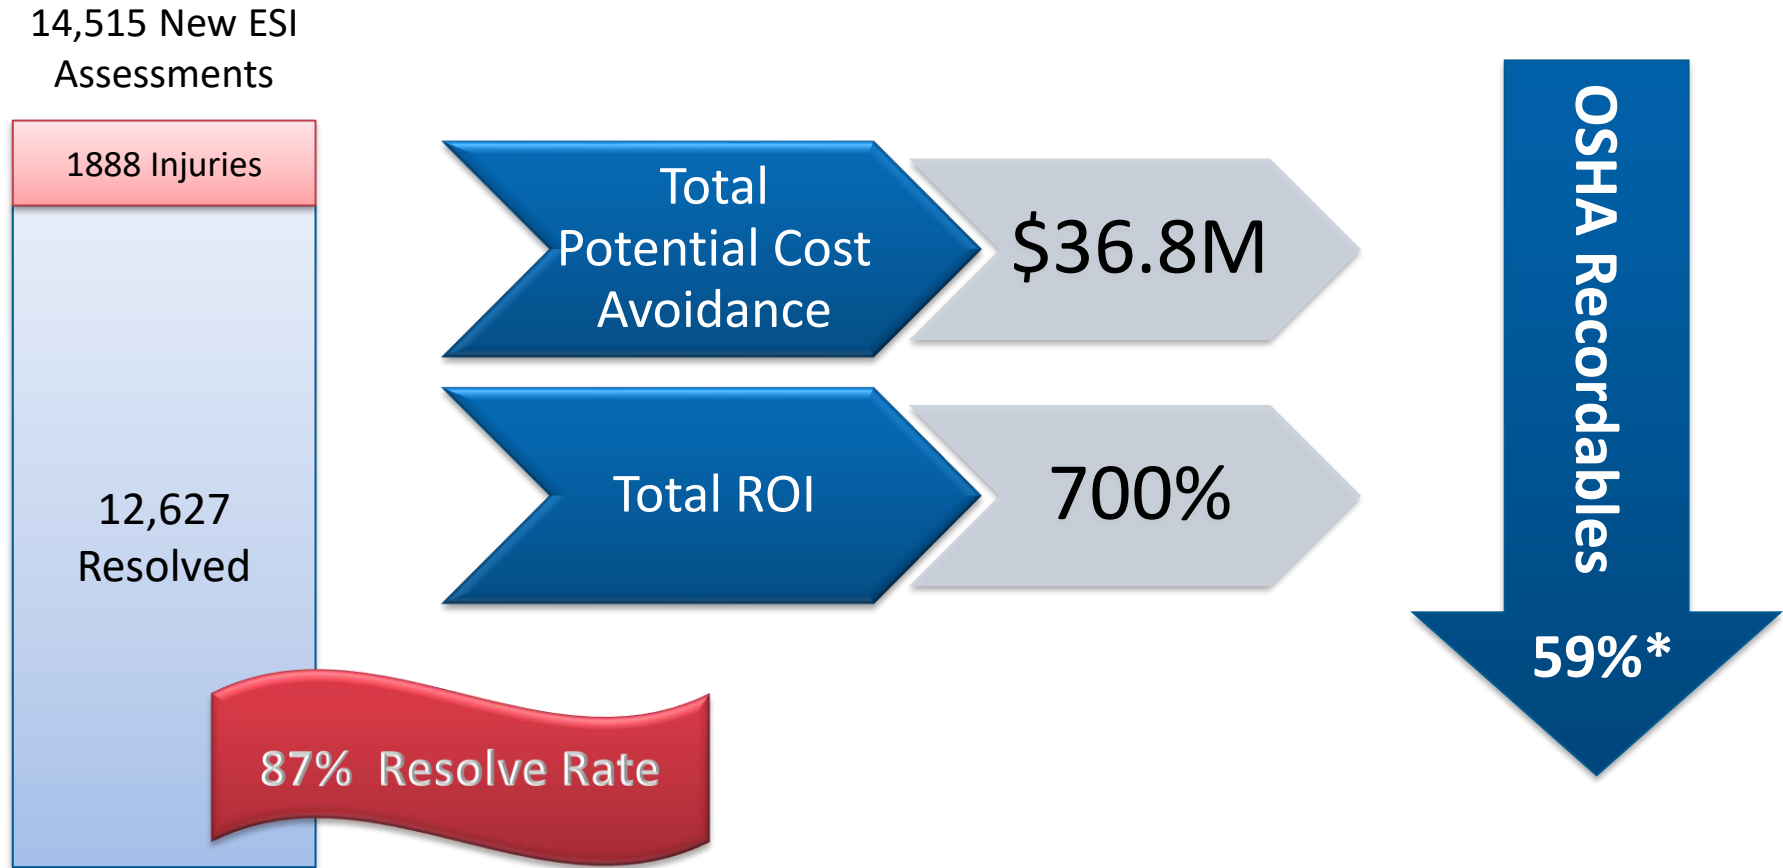 14,515 New ESI
Assessments
1888 Injuries
12,627
Resolved
87% Resolve Rate
Total
Potential Cost
Avoidance
$36.8M
Total ROI
700%
OSHA Recordables
59%*